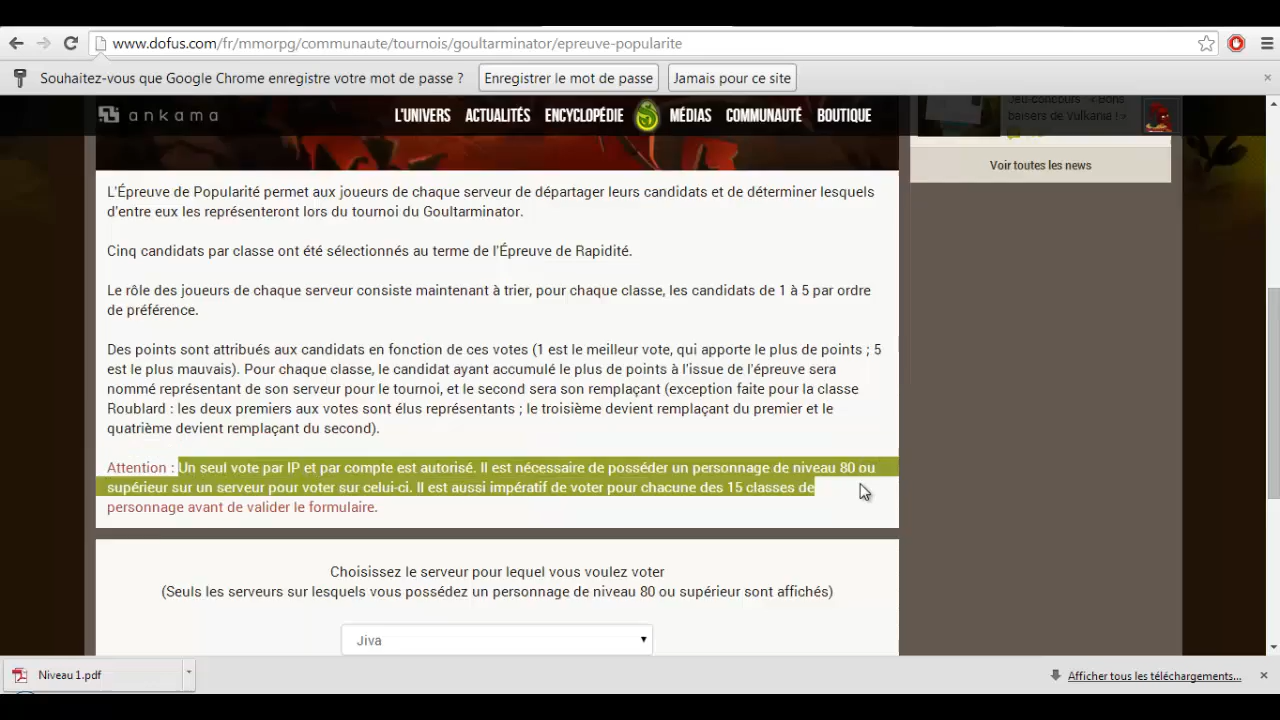 www.dofus.com/fr/mmorpg/communaute/tournois/goultarminator/epreuve-popularite
Souhaitez-vous que Google Chrome enregistre votre mot de passe ? Enregistrer le mot de passe Jamais pour ce site
ankama L'UNIVERS ACTUALITÉS ENCYCLOPÉDIE MÉDIAS COMMUNAUTÉ BOUTIQUE
Jeu-concours : « Bons
baisers de Vulkania ! »
Voir toutes les news
L'Épreuve de Popularité permet aux joueurs de chaque serveur de départager leurs candidats et de déterminer lesquels
d'entre eux les représenteront lors du tournoi du Goultarminator.
Cinq candidats par classe ont été sélectionnés au terme de l'Épreuve de Rapidité.
Le rôle des joueurs de chaque serveur consiste maintenant à trier, pour chaque classe, les candidats de 1 à 5 par ordre
de préférence.
Des points sont attribués aux candidats en fonction de ces votes (1 est le meilleur vote, qui apporte le plus de points ; 5
est le plus mauvais). Pour chaque classe, le candidat ayant accumulé le plus de points à l'issue de l'épreuve sera
nommé représentant de son serveur pour le tournoi, et le second sera son remplaçant (exception faite pour la classe
Roublard : les deux premiers aux votes sont élus représentants ; le troisième devient remplaçant du premier et le
quatrième devient remplaçant du second).
Attention : Un seul vote par IP et par compte est autorisé. Il est nécessaire de posséder un personnage de niveau 80 ou
supérieur sur un serveur pour voter sur celui-ci. Il est aussi impératif de voter pour chacune des 15 classes de
personnage avant de valider le formulaire.
Choisissez le serveur pour lequel vous voulez voter
(Seuls les serveurs sur lesquels vous possédez un personnage de niveau 80 ou supérieur sont affichés)
Jiva
Niveau 1.pdf
Afficher tous les téléchargements...